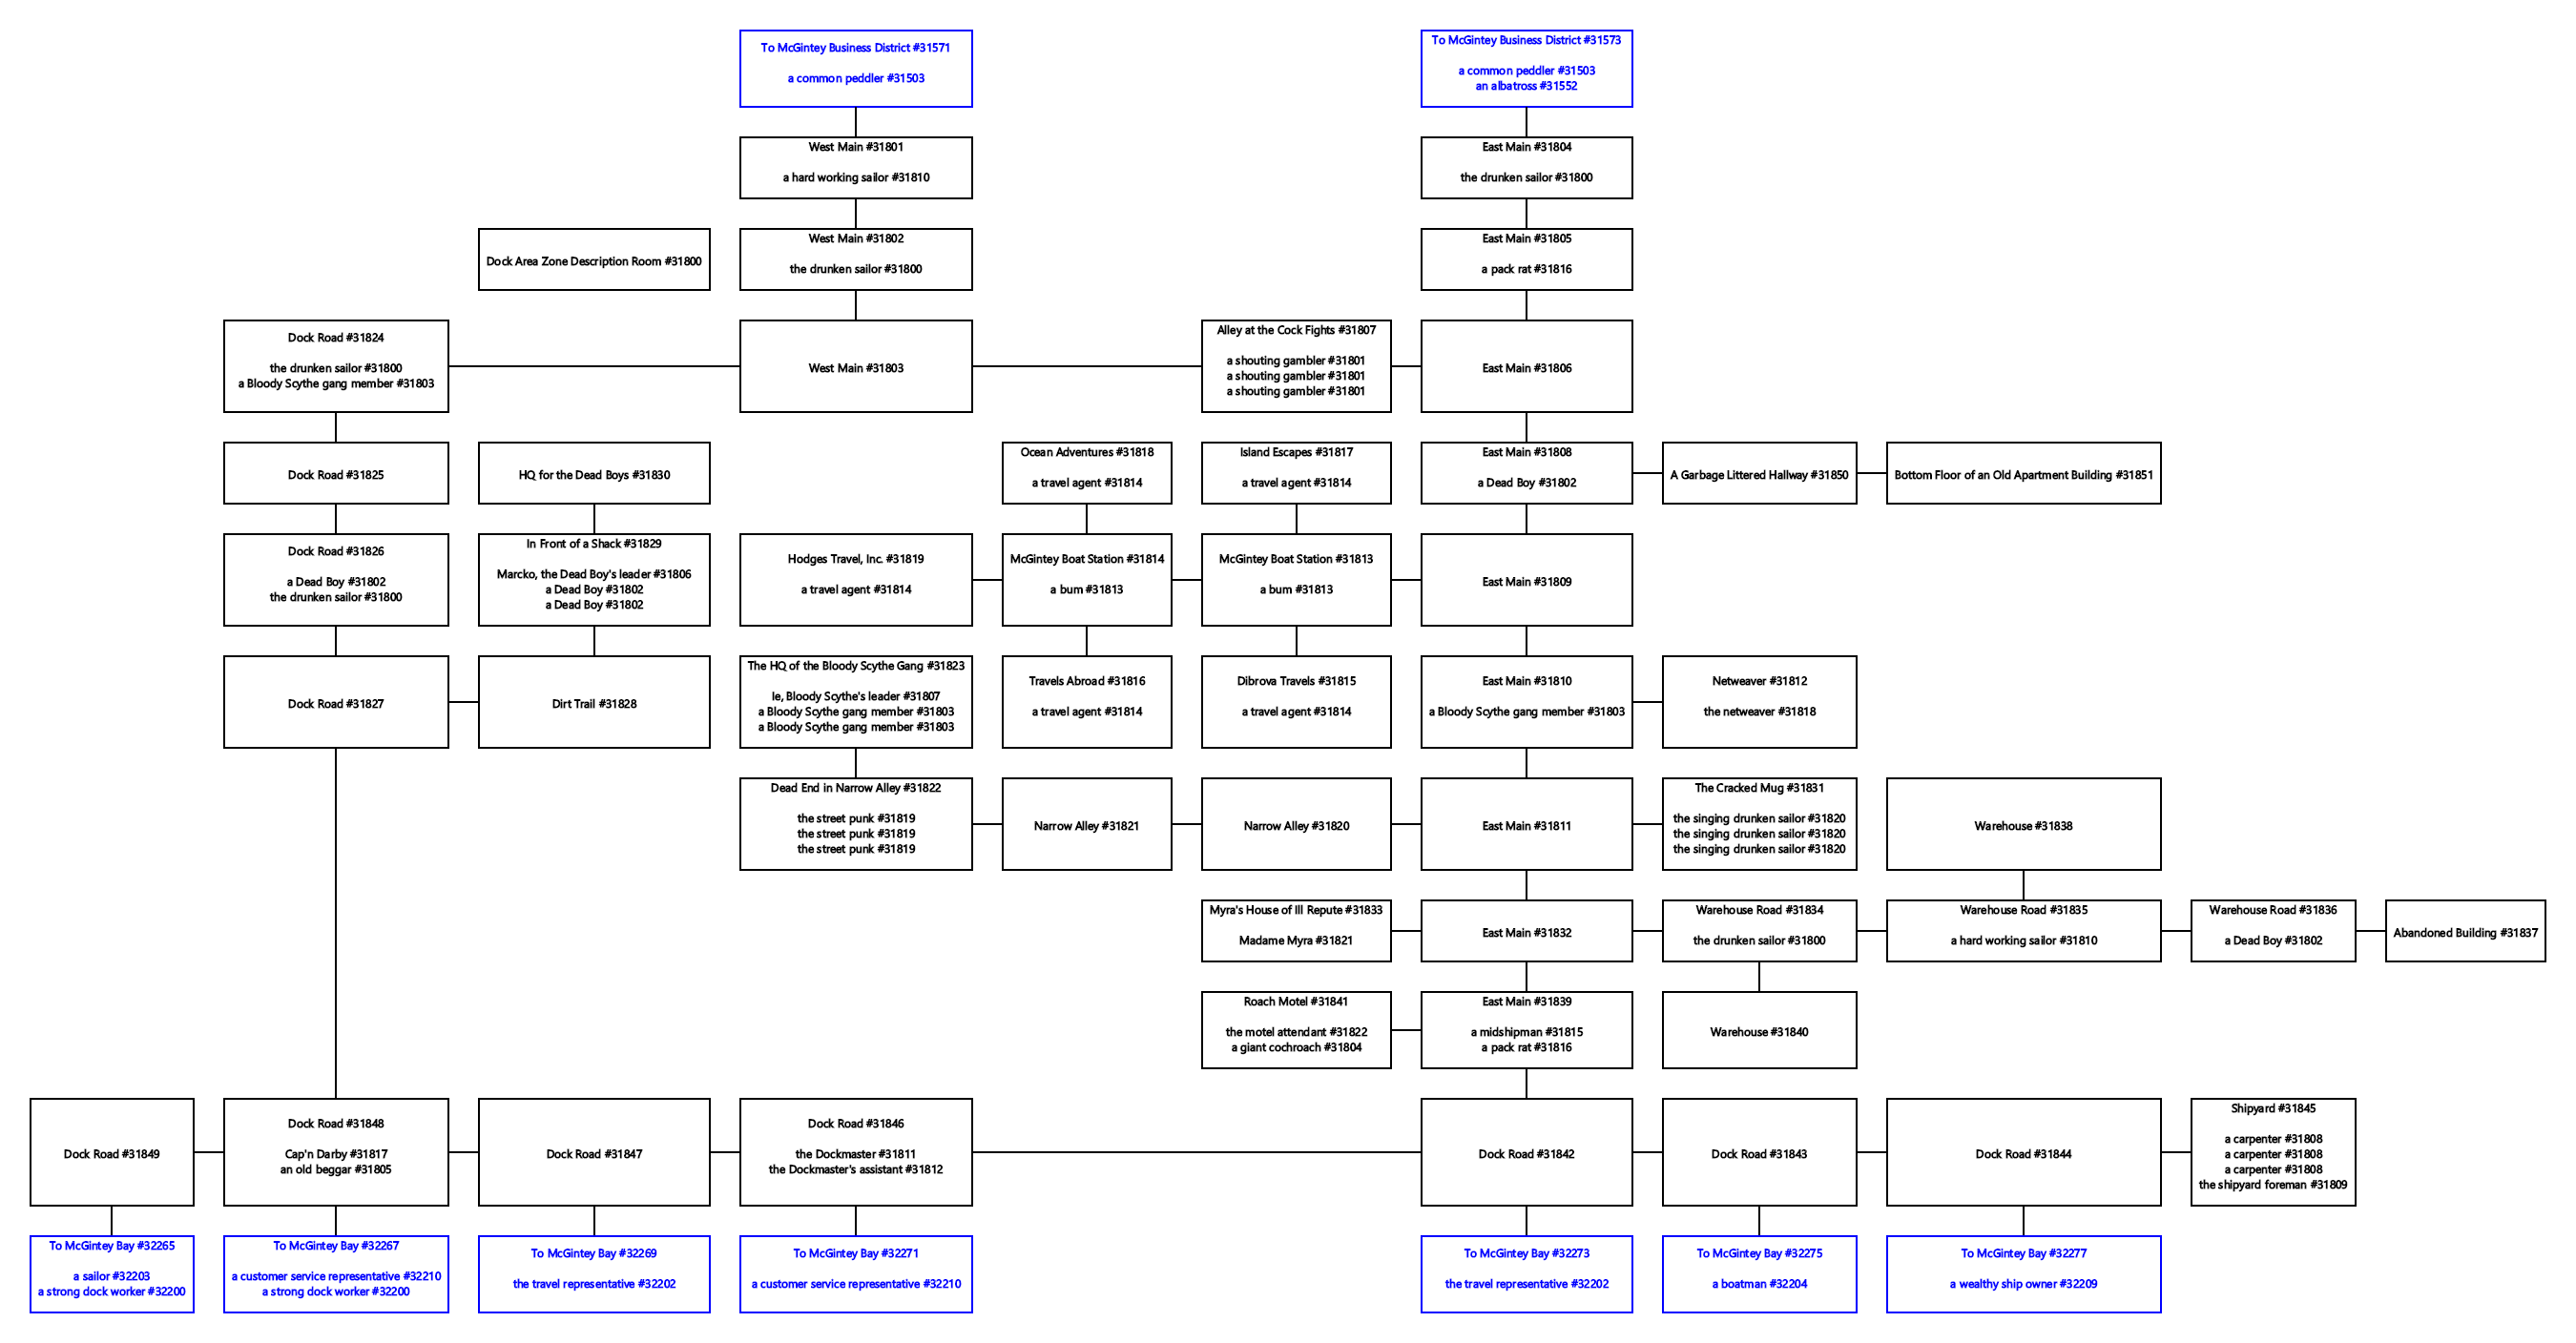 To McGintey Business District #31571
a common peddler #31503
To McGintey Business District #31573
a common peddler #31503
an albatross #31552
West Main #31801
a hard working sailor #31810
East Main #31804
the drunken sailor #31800
Dock Area Zone Description Room #31800
West Main #31802
the drunken sailor #31800
East Main #31805
a pack rat #31816
Dock Road #31824
the drunken sailor #31800
a Bloody Scythe gang member #31803
West Main #31803
Alley at the Cock Fights #31807
a shouting gambler #31801
a shouting gambler #31801
a shouting gambler #31801
East Main #31806
Dock Road #31825
HQ for the Dead Boys #31830
Ocean Adventures #31818
a travel agent #31814
Island Escapes #31817
a travel agent #31814
East Main #31808
a Dead Boy #31802
A Garbage Littered Hallway #31850
Bottom Floor of an Old Apartment Building #31851
Dock Road #31826
a Dead Boy #31802
the drunken sailor #31800
In Front of a Shack #31829
Marcko, the Dead Boy's leader #31806
a Dead Boy #31802
a Dead Boy #31802
Hodges Travel, Inc. #31819
a travel agent #31814
McGintey Boat Station #31814
a bum #31813
McGintey Boat Station #31813
a bum #31813
East Main #31809
Dock Road #31827
Dirt Trail #31828
The HQ of the Bloody Scythe Gang #31823
Ie, Bloody Scythe's leader #31807
a Bloody Scythe gang member #31803
a Bloody Scythe gang member #31803
Travels Abroad #31816
a travel agent #31814
Dibrova Travels #31815
a travel agent #31814
East Main #31810
a Bloody Scythe gang member #31803
Netweaver #31812
the netweaver #31818
Dead End in Narrow Alley #31822
the street punk #31819
the street punk #31819
the street punk #31819
Narrow Alley #31821
Narrow Alley #31820
East Main #31811
The Cracked Mug #31831
the singing drunken sailor #31820
the singing drunken sailor #31820
the singing drunken sailor #31820
Warehouse #31838
Myra's House of Ill Repute #31833
Madame Myra #31821
East Main #31832
Warehouse Road #31834
the drunken sailor #31800
Warehouse Road #31835
a hard working sailor #31810
Warehouse Road #31836
a Dead Boy #31802
Abandoned Building #31837
Roach Motel #31841
the motel attendant #31822
a giant cochroach #31804
East Main #31839
a midshipman #31815
a pack rat #31816
Warehouse #31840
Dock Road #31849
Dock Road #31848
Cap'n Darby #31817
an old beggar #31805
Dock Road #31847
Dock Road #31846
the Dockmaster #31811
the Dockmaster's assistant #31812
Dock Road #31842
Dock Road #31843
Dock Road #31844
Shipyard #31845
a carpenter #31808
a carpenter #31808
a carpenter #31808
the shipyard foreman #31809
To McGintey Bay #32265
a sailor #32203
a strong dock worker #32200
To McGintey Bay #32267
a customer service representative #32210
a strong dock worker #32200
To McGintey Bay #32269
the travel representative #32202
To McGintey Bay #32271
a customer service representative #32210
To McGintey Bay #32273
the travel representative #32202
To McGintey Bay #32275
a boatman #32204
To McGintey Bay #32277
a wealthy ship owner #32209